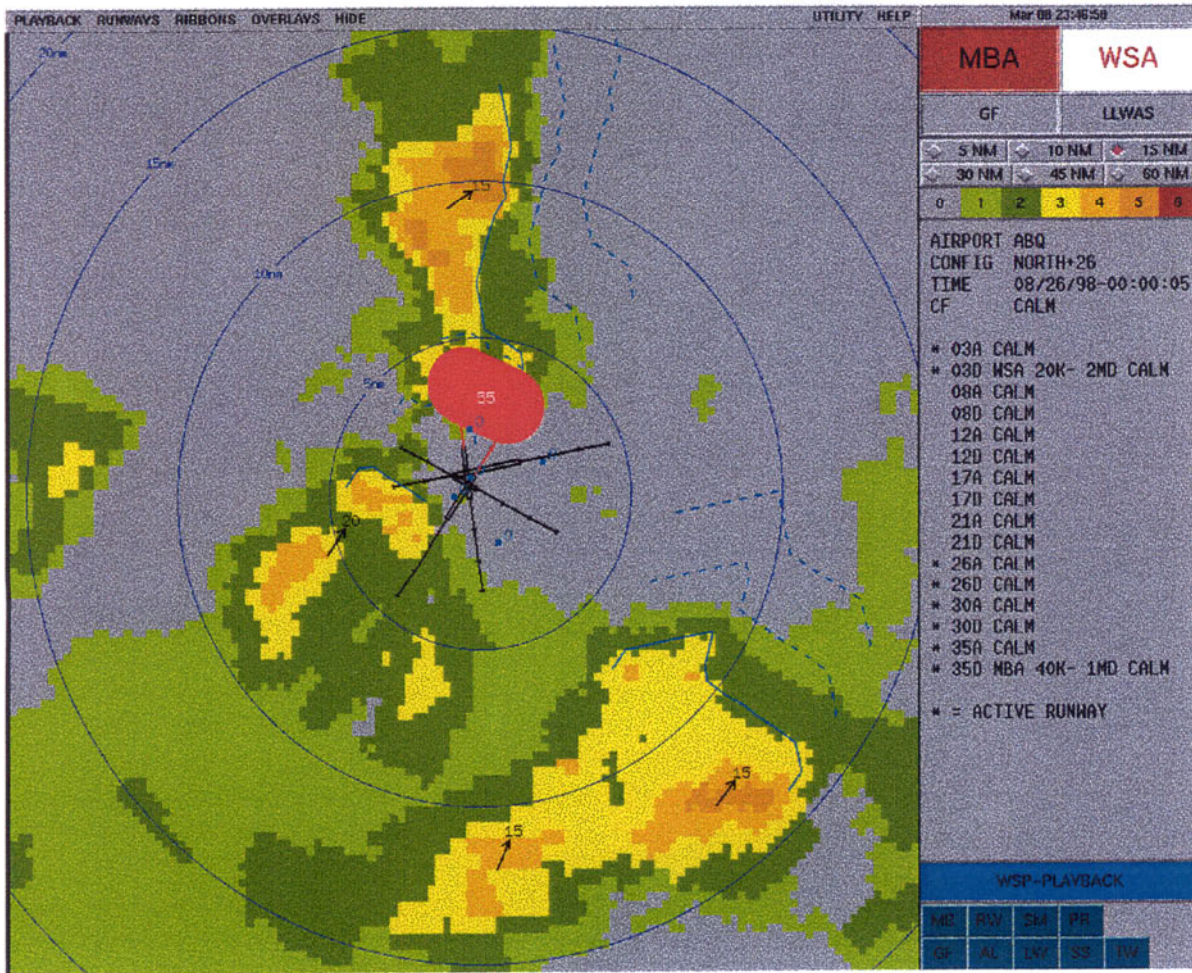 PLAYBACK RUNWAYS RIBBONS OVERLAYS HIDE UTILITY HELP
Mar 08 23:46:50
MBA WSA
GF LLWAS
5 NM 10 NM 15 NM
30 NM 45 NM 60 NM
0 1 2 3 4 5 6
AIRPORT ABQ
CONFIG NORTH+26
TIME 08/26/98-00:00:05
CF CALM
* 03A CALM
* 03D WSA 20K- 2MD CALM
08A CALM
08D CALM
12A CALM
12D CALM
17A CALM
17D CALM
21A CALM
21D CALM
* 26A CALM
* 26D CALM
* 30A CALM
* 30D CALM
* 35A CALM
* 35D MBA 40K- 1MD CALM
* = ACTIVE RUNWAY
WSP-PLAYBACK
MB RW SM PR
GF AL LW SS TW
20nm
15nm
15
10nm
5nm
20
15
15